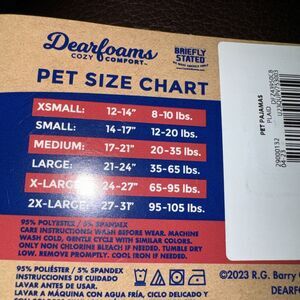 Dearfoams
COZY COMFORT
BRIEFLY
STATED
PET SIZE CHART
XSMALL: 12-14" 8-10 lbs.
SMALL: 14-17" 12-20 lbs.
MEDIUM: 17-21" 20-35 lbs.
LARGE: 21-24" 35-65 lbs.
X-LARGE: 24-27" 65-95 lbs.
2X-LARGE: 27-31" 95-105 lbs.
95% POLYESTER / 5% SPANDEX
CARE INSTRUCTIONS: WASH BEFORE WEAR. MACHINE
WASH COLD, GENTLE CYCLE WITH SIMILAR COLORS.
ONLY NON CHLORINE BLEACH IF NEEDED. TUMBLE DRY
LOW. REMOVE PROMPTLY. COOL IRON IF NEEDED.
95% POLIÉSTER / 5% SPANDEX
INSTRUCCIONES DE CUIDADO:
LAVAR ANTES DE USAR.
LAVAR A MÁQUINA CON AGUA FRÍA, CICLO DELICADO Y
©2023 R.G. Barry
PET PAJAMAS
PLAID
29000132
04-73